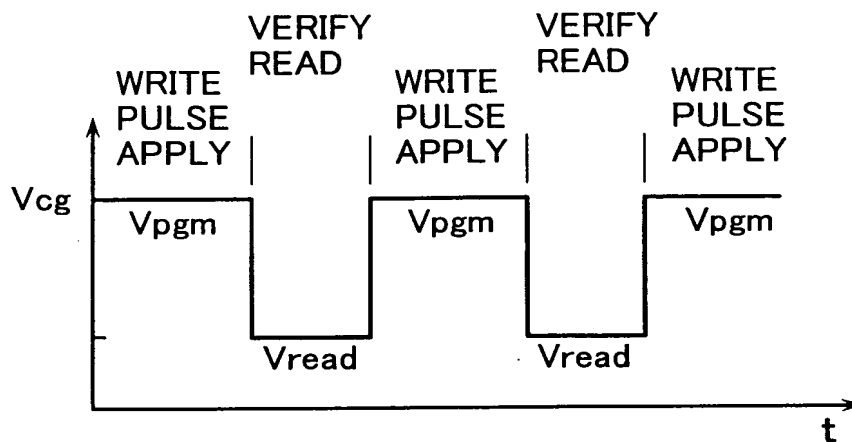 VERIFY
READ
VERIFY
READ
WRITE
PULSE
APPLY
WRITE
PULSE
APPLY
WRITE
PULSE
APPLY
Vcg
Vpgm
Vpgm
Vpgm
Vread
Vread
t